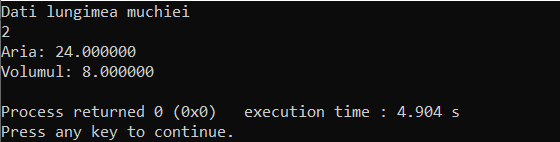 Dati lungimea muchiei
2
Aria: 24.000000
Volumul: 8.000000
Process returned 0 (0x0)   execution time : 4.904 s
Press any key to continue.